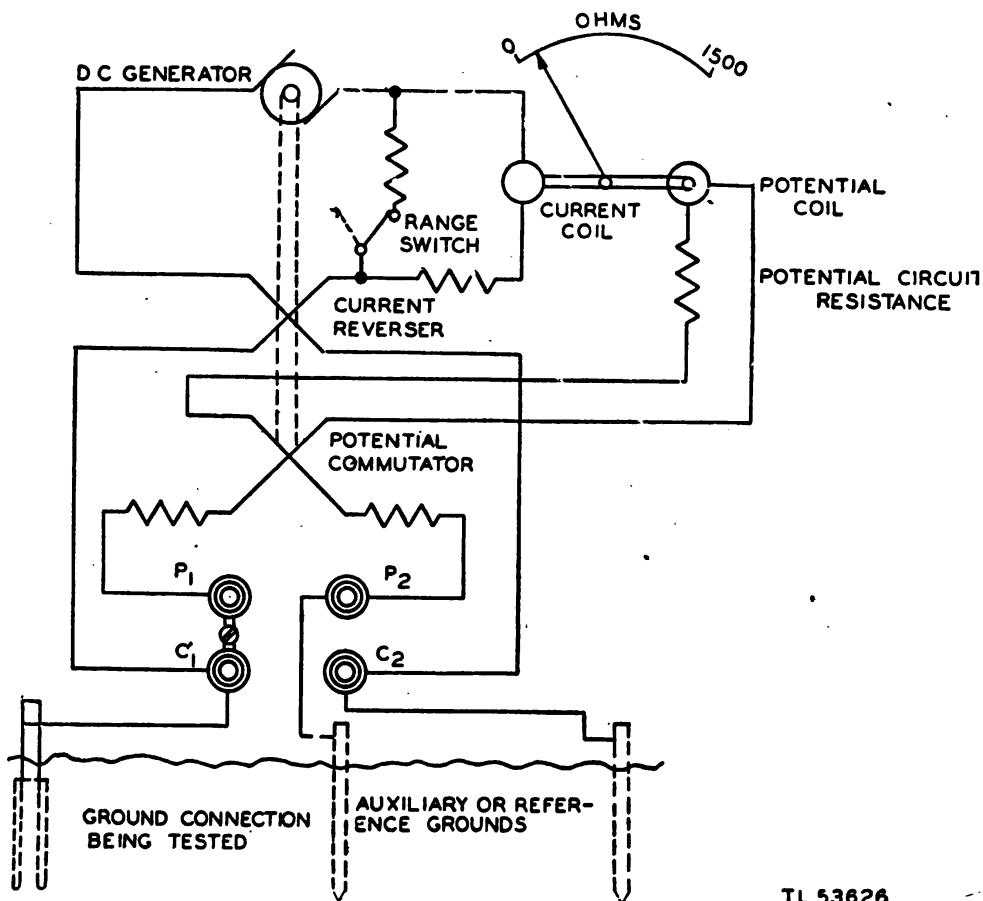 OHMS
0
1500
DC GENERATOR
RANGE
SWITCH
CURRENT
COIL
POTENTIAL
COIL
POTENTIAL CIRCUIT
RESISTANCE
CURRENT
REVERSER
POTENTIAL
COMMUTATOR
P1
P2
C1
C2
GROUND CONNECTION
BEING TESTED
AUXILIARY OR REFER-
ENCE GROUNDS
TL 53626